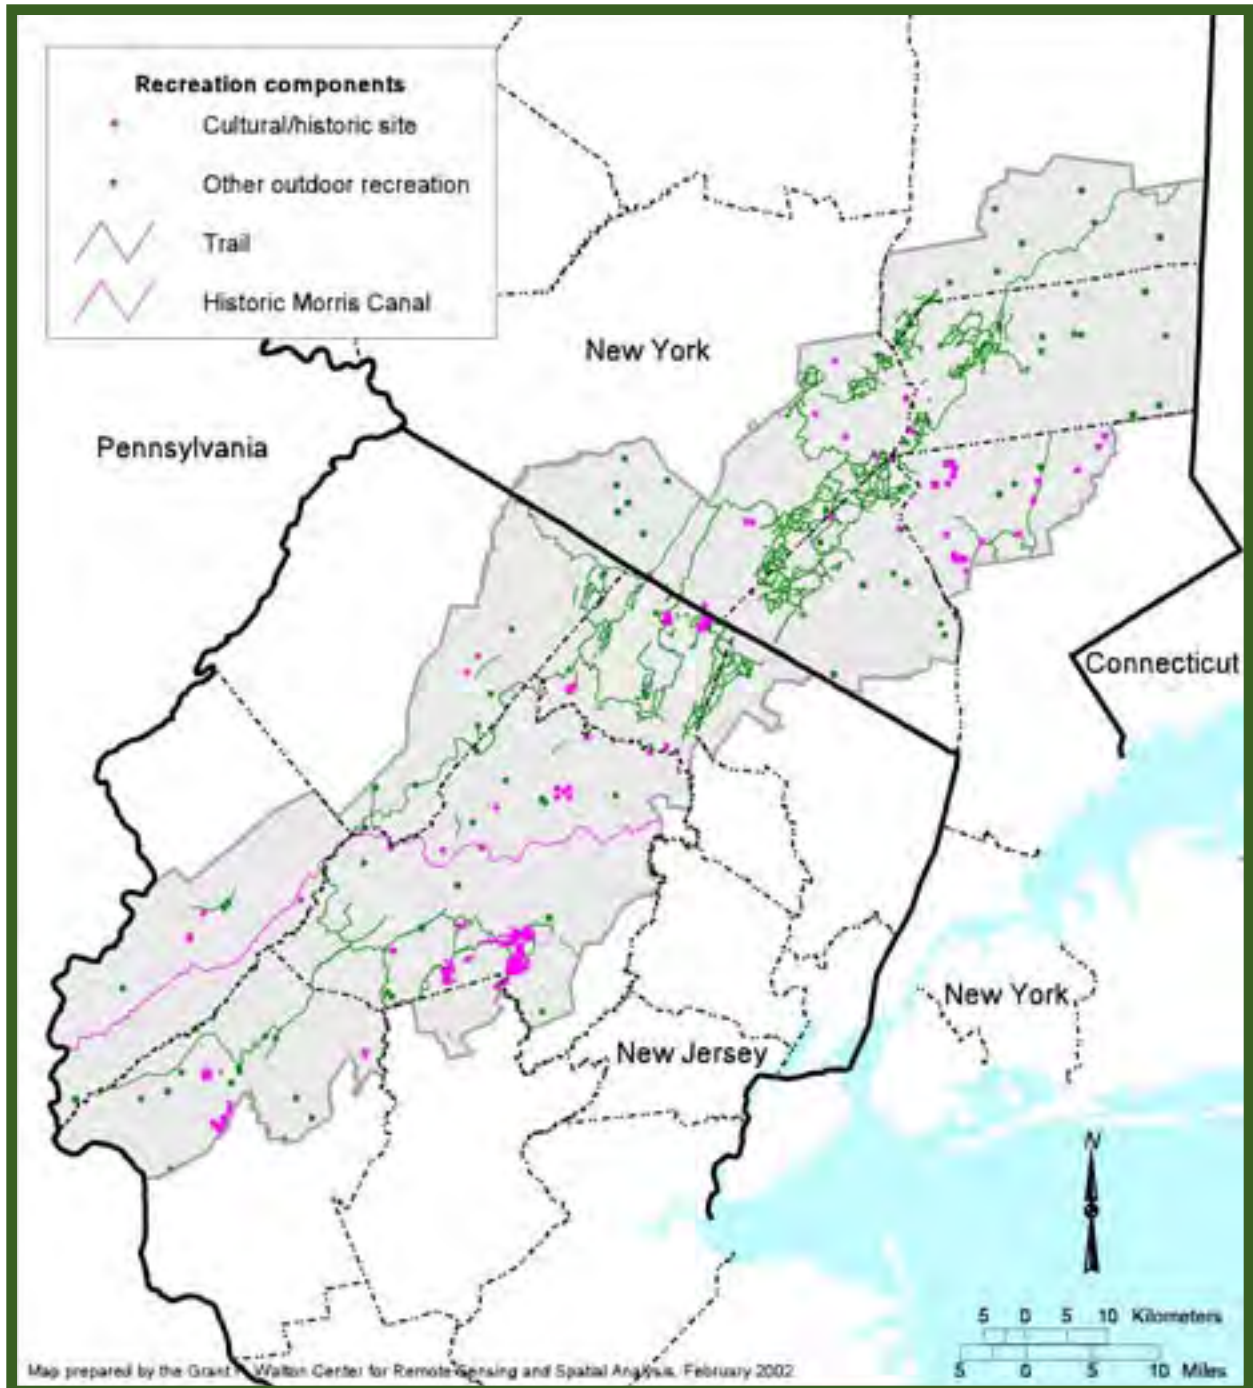 Recreation components
Cultural/historic site
Other outdoor recreation
Trail
Historic Morris Canal
New York
Pennsylvania
Connecticut
New York
New Jersey
N
5 0 5 10 Kilometers
5 0 5 10 Miles
Map prepared by the Grant F. Walton Center for Remote Sensing and Spatial Analysis, February 2002